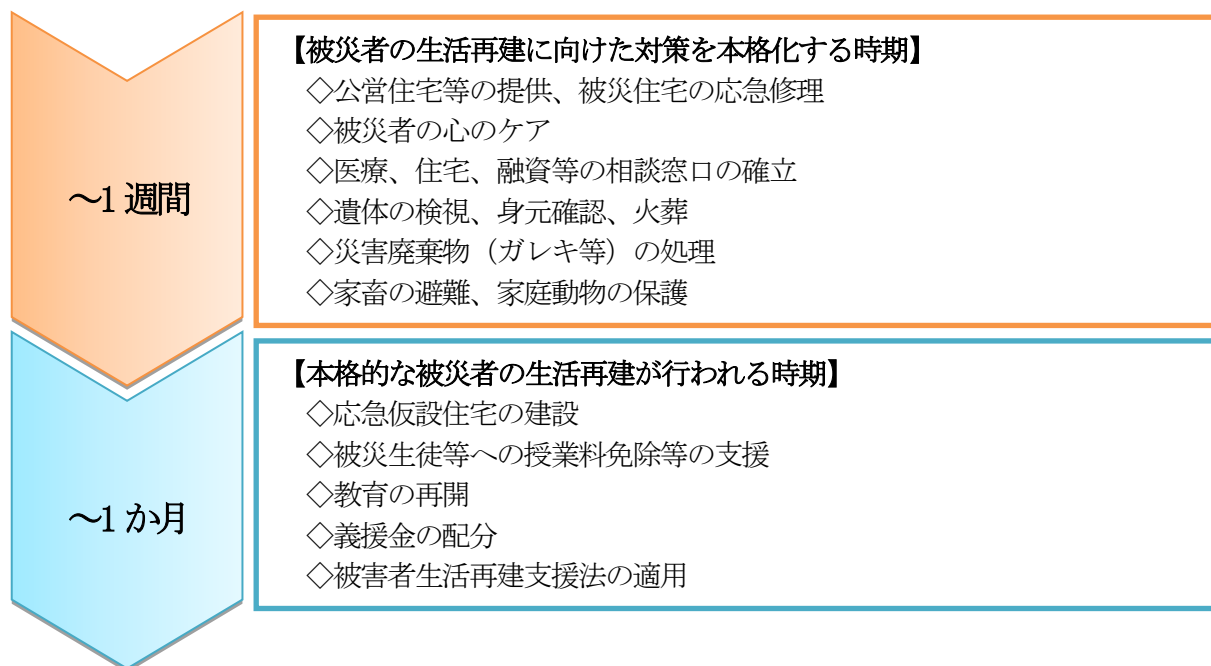 ～1週間
【被災者の生活再建に向けた対策を本格化する時期】
◇公営住宅等の提供、被災住宅の応急修理
◇被災者の心のケア
◇医療、住宅、融資等の相談窓口の確立
◇遺体の検視、身元確認、火葬
◇災害廃棄物（ガレキ等）の処理
◇家畜の避難、家庭動物の保護
～1か月
【本格的な被災者の生活再建が行われる時期】
◇応急仮設住宅の建設
◇被災生徒等への授業料免除等の支援
◇教育の再開
◇義援金の配分
◇被害者生活再建支援法の適用